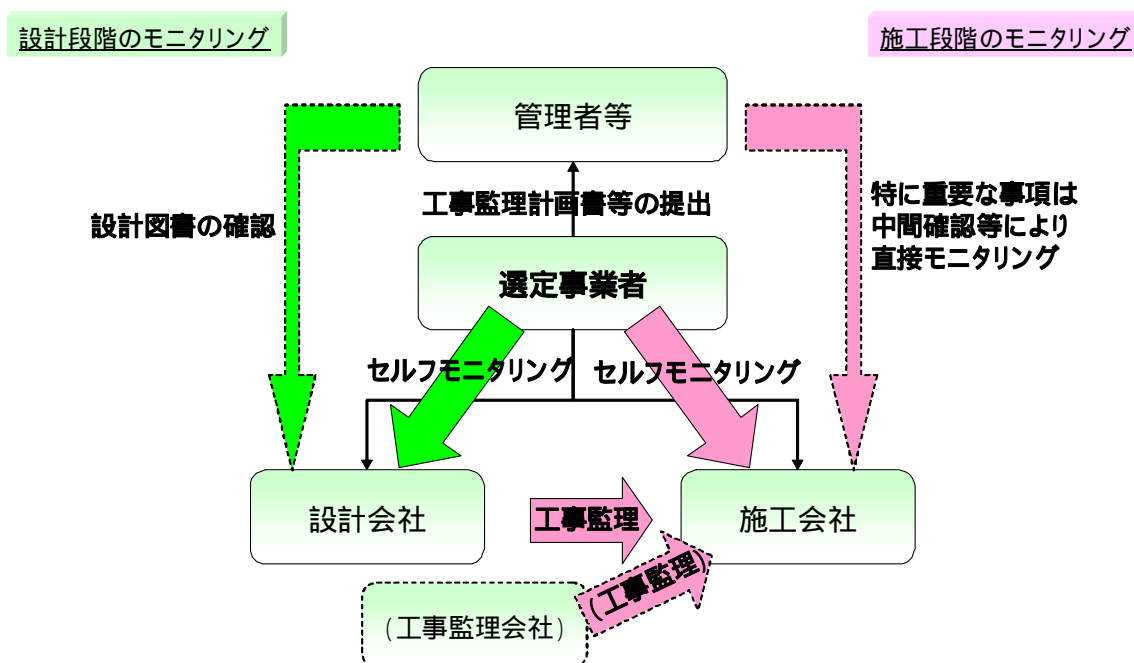 設計段階のモニタリング
施工段階のモニタリング
管理者等
工事監理計画書等の提出
設計図書の確認
特に重要な事項は
中間確認等により
直接モニタリング
選定事業者
セルフモニタリング
セルフモニタリング
設計会社
工事監理
施工会社
(工事監理)
(工事監理会社)